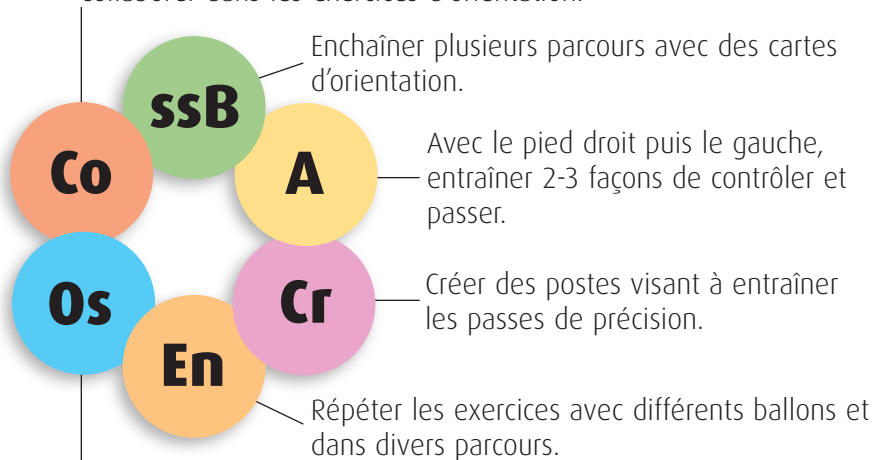 Enchaîner plusieurs parcours avec des cartes
d'orientation.
ssB
Co
A
Avec le pied droit puis le gauche,
entraîner 2-3 façons de contrôler et
passer.
Os
Cr
Créer des postes visant à entraîner
les passes de précision.
En
Répéter les exercices avec différents ballons et
dans divers parcours.